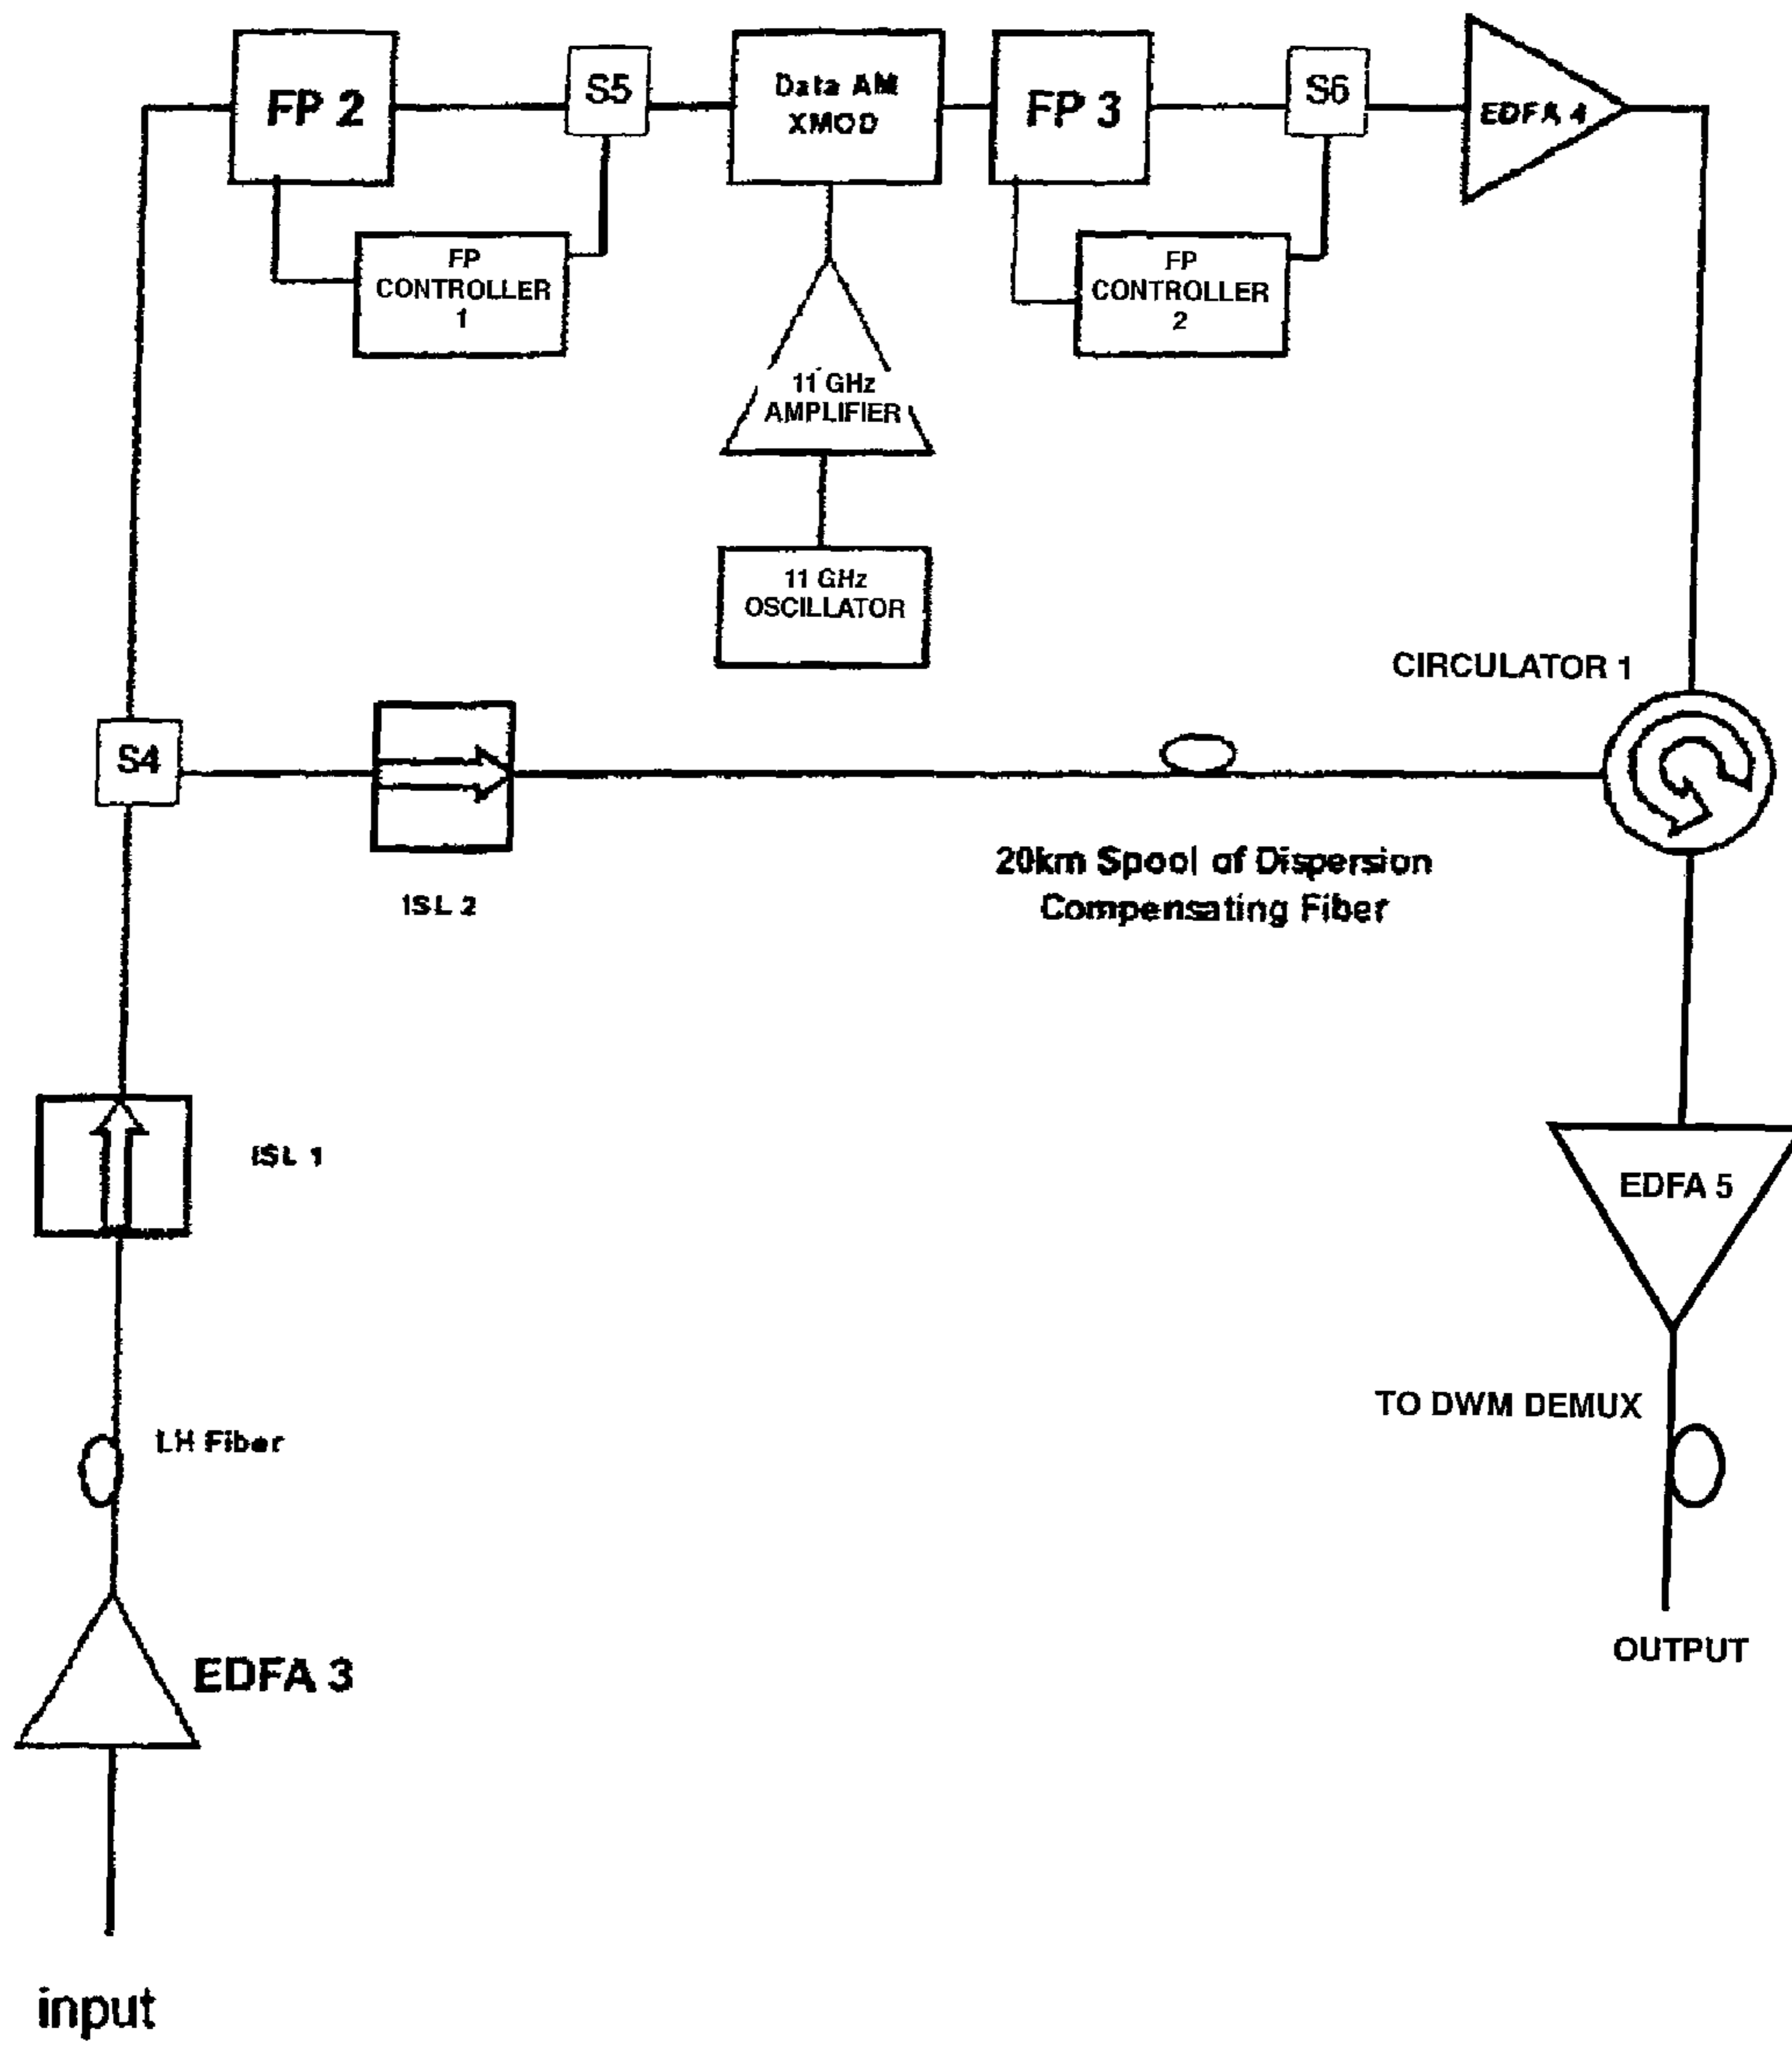 FP 2
S5
Data AM
XMOD
FP 3
S6
EDFA 4
FP
CONTROLLER
1
FP
CONTROLLER
2
11 GHz
AMPLIFIER
11 GHz
OSCILLATOR
CIRCULATOR 1
S4
20km Spool of Dispersion
Compensating Fiber
ISL 2
ISL 1
EDFA 5
TO DWM DEMUX
LH Fiber
OUTPUT
EDFA 3
input